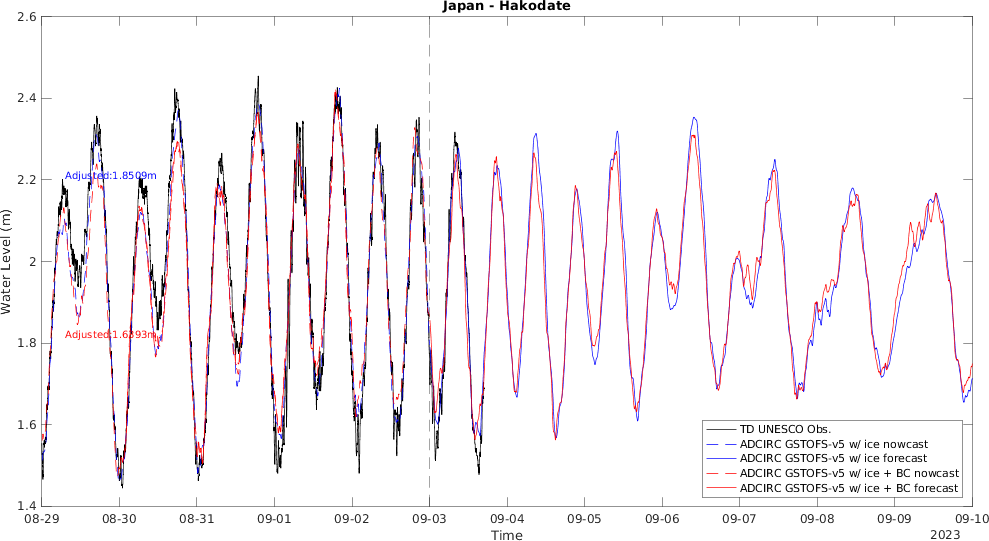 Japan - Hakodate
2.6
2.4
2.2
2
1.8
1.6
1.4
Water Level (m)
Adjusted:1.8509m
Adjusted:1.6393m
TD UNESCO Obs.
ADCIRC GSTOFS-v5 w/ ice nowcast
ADCIRC GSTOFS-v5 w/ ice forecast
ADCIRC GSTOFS-v5 w/ ice + BC nowcast
ADCIRC GSTOFS-v5 w/ ice + BC forecast
08-29 08-30 08-31 09-01 09-02 09-03 09-04 09-05 09-06 09-07 09-08 09-09 09-10
Time
2023